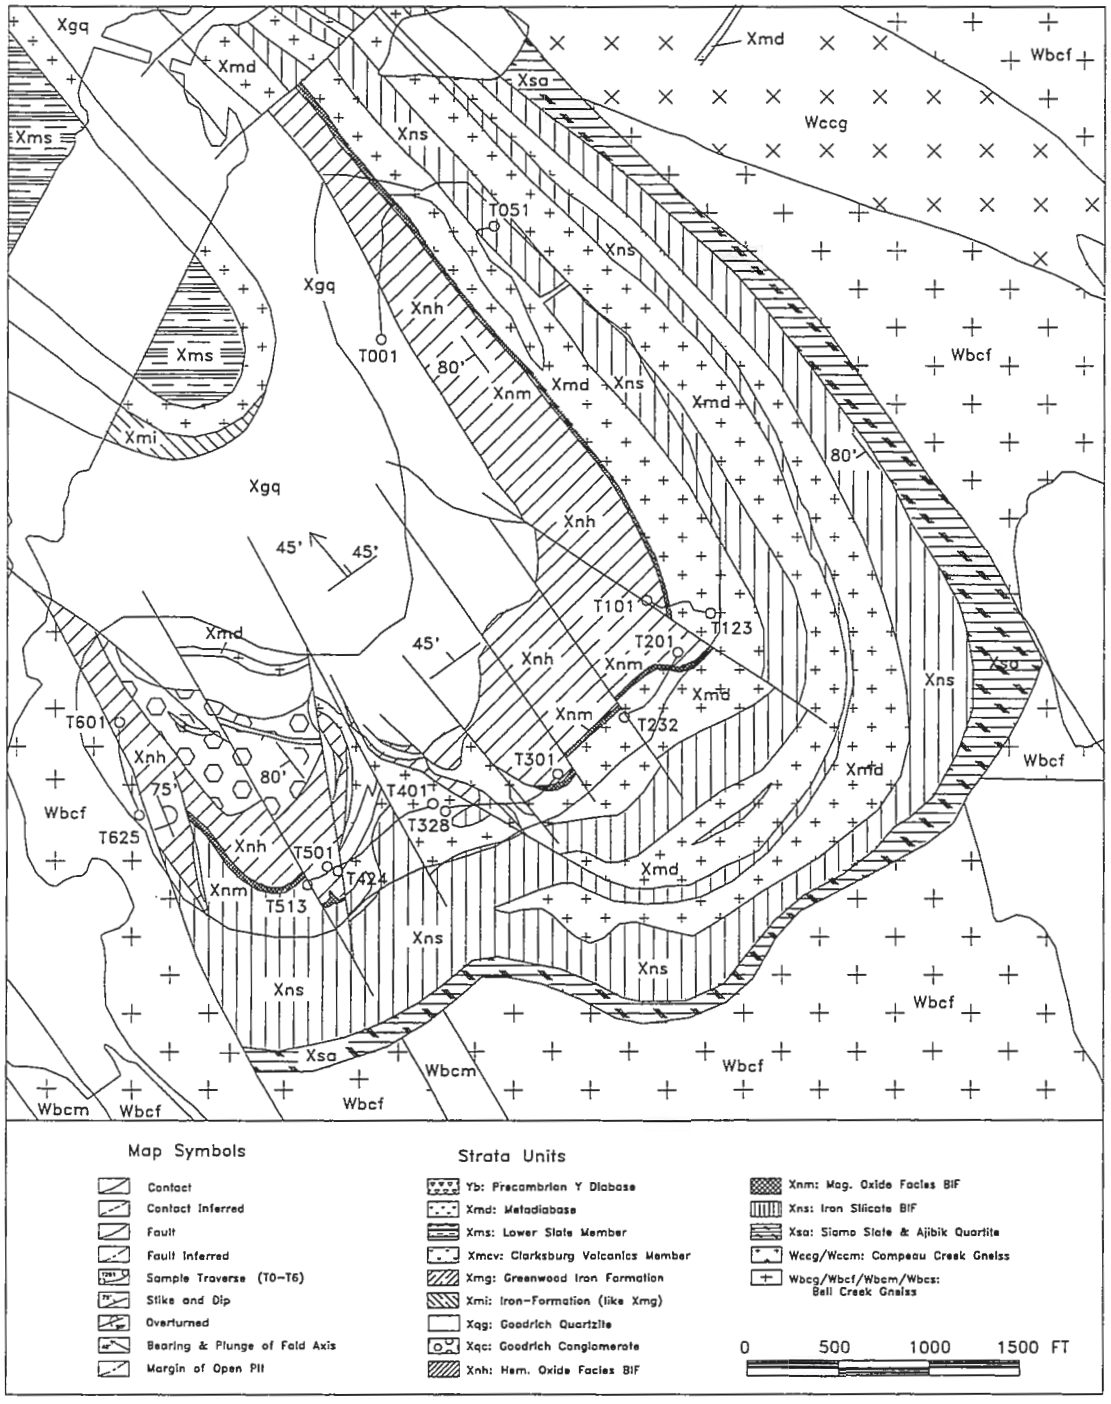 Xgq
Xmd
Xmd
Wbcf
Xsa
Xms
Xns
Wccg
T051
Xns
Xgq
Xnh
T001
Xms
80'
Xnm
Xmd
Xns
Xmd
Wbcf
Xmi
80'
Xgq
Xnh
45'
45'
T101
T123
Xmd
45'
T201
Xnh
Xnm
Xsa
Xmd
Xns
T601
Xnm
T232
Xnh
80'
T301
Wbcf
Xmd
75'
T401
Wbcf
T328
T625
Xnh
T501
Xmd
Xnm
T424
T513
Xns
Xns
Xns
Wbcf
Xsa
Wbcm
Wbcf
Wbcm
Wbcf
Wbcf
Map Symbols
Contact
Contact Inferred
Fault
Fault Inferred
Sample Traverse (T0-T6)
Stike and Dip
Overturned
Bearing & Plunge of Fold Axis
Margin of Open Pit
Strata Units
Yb: Precambrian Y Diabase
Xmd: Metadiabase
Xms: Lower Slate Member
Xmcv: Clarksburg Volcanics Member
Xmg: Greenwood Iron Formation
Xmi: Iron-Formation (like Xmg)
Xqg: Goodrich Quartzite
Xqc: Goodrich Conglomerate
Xnh: Hem. Oxide Facies BIF
Xnm: Mag. Oxide Facies BIF
Xns: Iron Silicate BIF
Xsa: Siamo Slate & Ajibik Quartite
Wccg/Wccm: Compeau Creek Gneiss
Wbcg/Wbcf/Wbcm/Wbcs:
Bell Creek Gneiss
0 500 1000 1500 FT